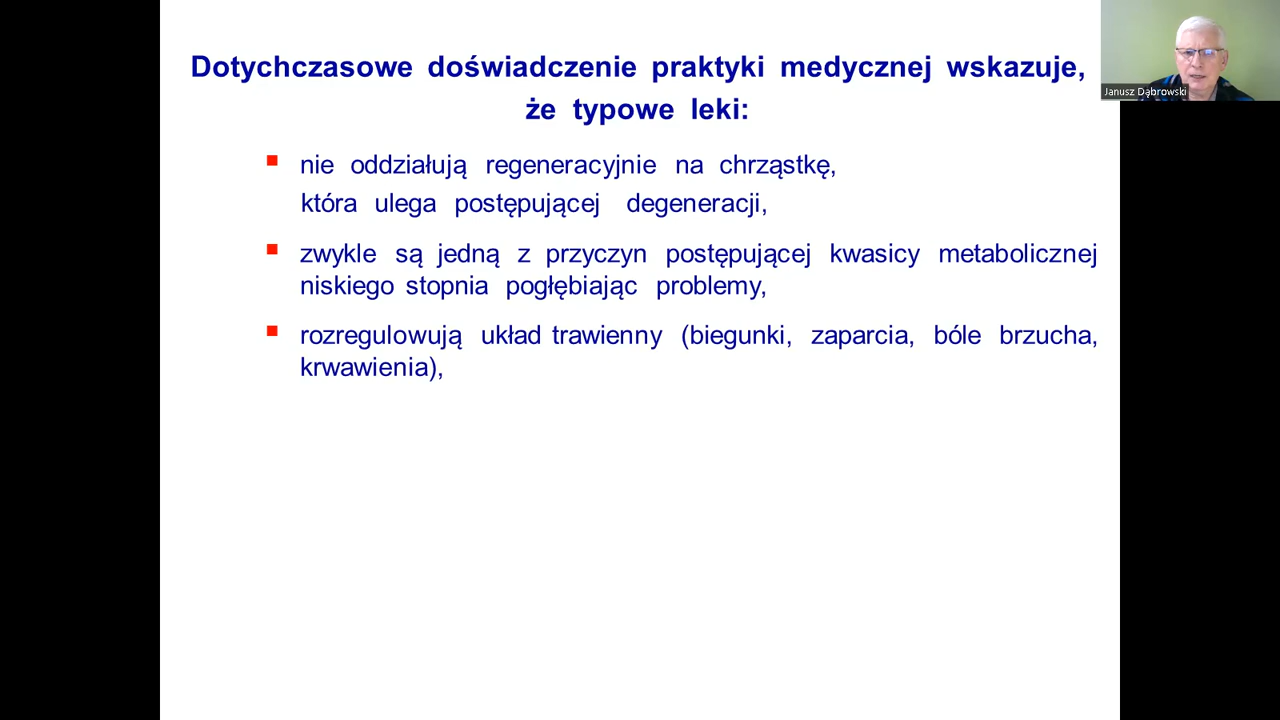 Dotychczasowe doświadczenie praktyki medycznej wskazuje,
że typowe leki:
nie oddziałują regeneracyjnie na chrząstkę,
która ulega postępującej degeneracji,
zwykle są jedną z przyczyn postępującej kwasicy metabolicznej
niskiego stopnia pogłębiając problemy,
rozregulowują układ trawienny (biegunki, zaparcia, bóle brzucha,
krwawienia),
Janusz Dąbrowski